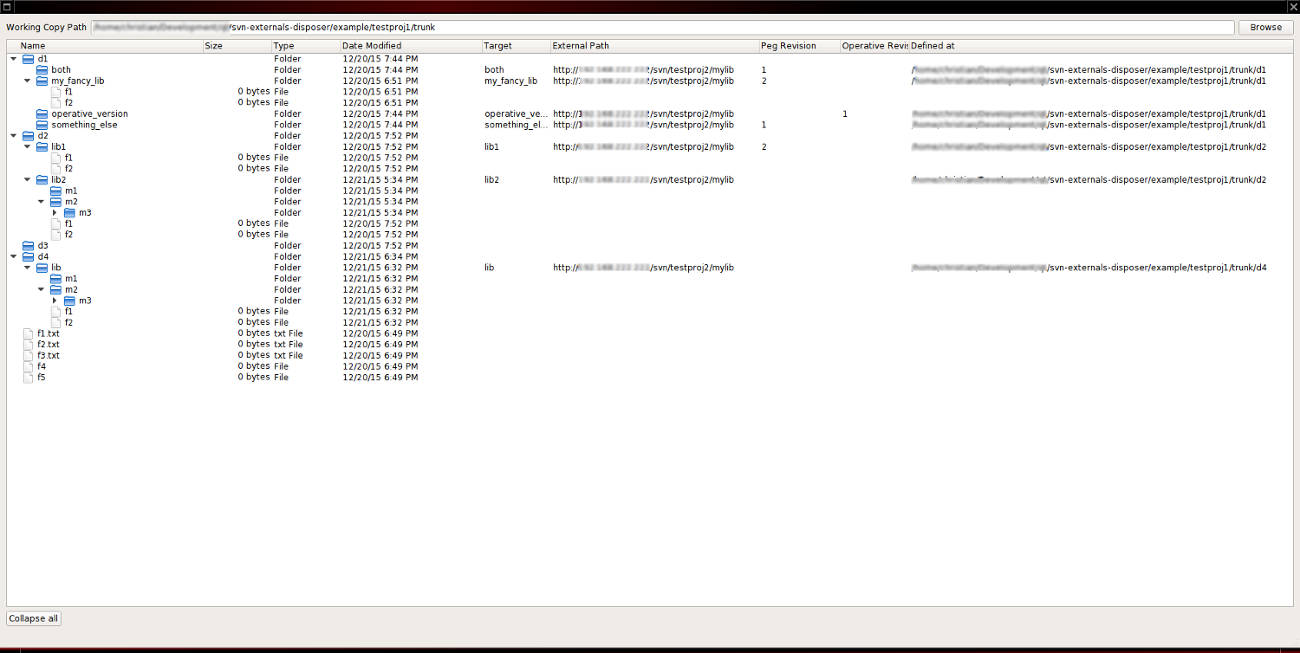 Working Copy Path /svn-externals-disposer/example/testproj1/trunk Browse
Name Size Type Date Modified Target External Path Peg Revision Operative Revis Defined at
d1 Folder 12/20/15 7:44 PM
both Folder 12/20/15 7:44 PM both http:// /svn/testproj2/mylib 1 /svn-externals-disposer/example/testproj1/trunk/d1
my_fancy_lib Folder 12/20/15 6:51 PM my_fancy_lib http:// /svn/testproj2/mylib 2 /svn-externals-disposer/example/testproj1/trunk/d1
f1 0 bytes File 12/20/15 6:51 PM
f2 0 bytes File 12/20/15 6:51 PM
operative_version Folder 12/20/15 7:44 PM operative_ve... http:// /svn/testproj2/mylib 1 /svn-externals-disposer/example/testproj1/trunk/d1
something_else Folder 12/20/15 7:44 PM something_el... http:// /svn/testproj2/mylib 1 /svn-externals-disposer/example/testproj1/trunk/d1
d2 Folder 12/20/15 7:52 PM
lib1 Folder 12/20/15 7:52 PM lib1 http:// /svn/testproj2/mylib 2 /svn-externals-disposer/example/testproj1/trunk/d2
f1 0 bytes File 12/20/15 7:52 PM
f2 0 bytes File 12/20/15 7:52 PM
lib2 Folder 12/21/15 5:34 PM lib2 http:// /svn/testproj2/mylib /svn-externals-disposer/example/testproj1/trunk/d2
m1 Folder 12/21/15 5:34 PM
m2 Folder 12/21/15 5:34 PM
m3 Folder 12/21/15 5:34 PM
f1 0 bytes File 12/20/15 7:52 PM
f2 0 bytes File 12/20/15 7:52 PM
d3 Folder 12/20/15 7:52 PM
d4 Folder 12/21/15 6:34 PM
lib Folder 12/21/15 6:32 PM lib http:// /svn/testproj2/mylib /svn-externals-disposer/example/testproj1/trunk/d4
m1 Folder 12/21/15 6:32 PM
m2 Folder 12/21/15 6:32 PM
m3 Folder 12/21/15 6:32 PM
f1 0 bytes File 12/21/15 6:32 PM
f2 0 bytes File 12/21/15 6:32 PM
f1.txt 0 bytes txt File 12/20/15 6:49 PM
f2.txt 0 bytes txt File 12/20/15 6:49 PM
f3.txt 0 bytes txt File 12/20/15 6:49 PM
f4 0 bytes File 12/20/15 6:49 PM
f5 0 bytes File 12/20/15 6:49 PM
Collapse all